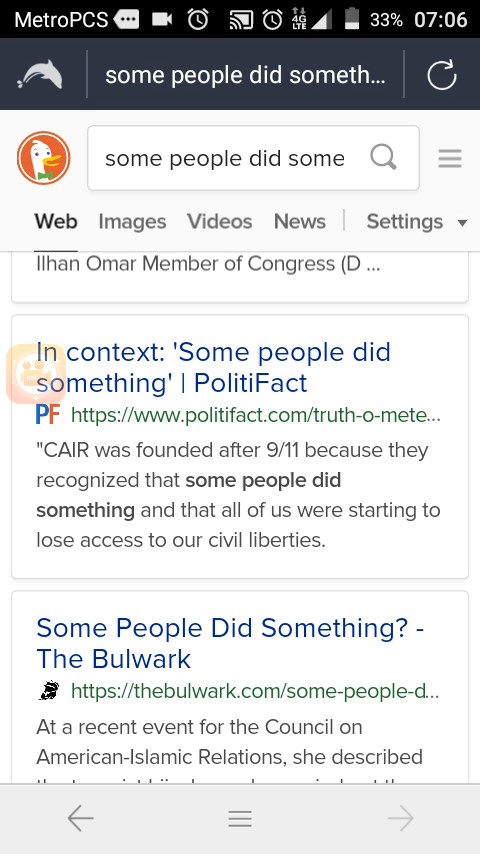 MetroPCS 4G LTE 33% 07:06
some people did someth...
some people did some
Web Images Videos News Settings
Ilhan Omar Member of Congress (D ...
In context: 'Some people did
something' | PolitiFact
PF https://www.politifact.com/truth-o-mete...
"CAIR was founded after 9/11 because they
recognized that some people did
something and that all of us were starting to
lose access to our civil liberties.
Some People Did Something? -
The Bulwark
https://thebulwark.com/some-people-d...
At a recent event for the Council on
American-Islamic Relations, she described